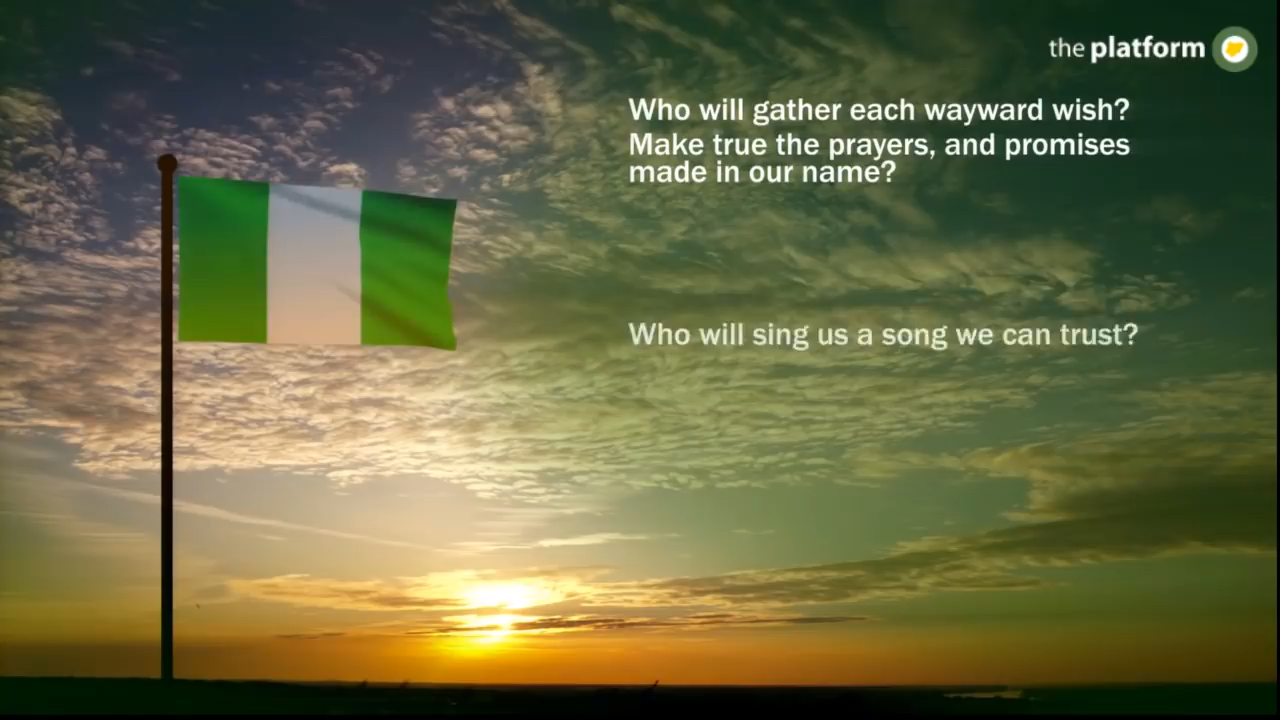 the platform
Who will gather each wayward wish?
Make true the prayers, and promises
made in our name?
Who will sing us a song we can trust?